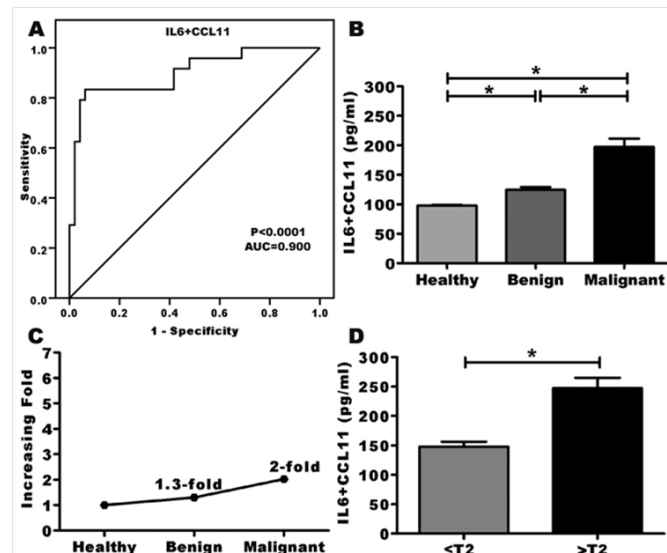 A
IL6+CCL11
Sensitivity
1.0
0.8
0.6
0.4
0.2
0.0
P<0.0001
AUC=0.900
0.0 0.2 0.4 0.6 0.8 1.0
1 - Specificity
B
IL6+CCL11 (pg/ml)
300
250
200
150
100
50
0
* * *
Healthy Benign Malignant
C
Increasing Fold
7
6
5
4
3
2
1
0
1.3-fold
2-fold
Healthy Benign Malignant
D
IL6+CCL11 (pg/ml)
300
250
200
150
100
50
0
*
<T2 >T2